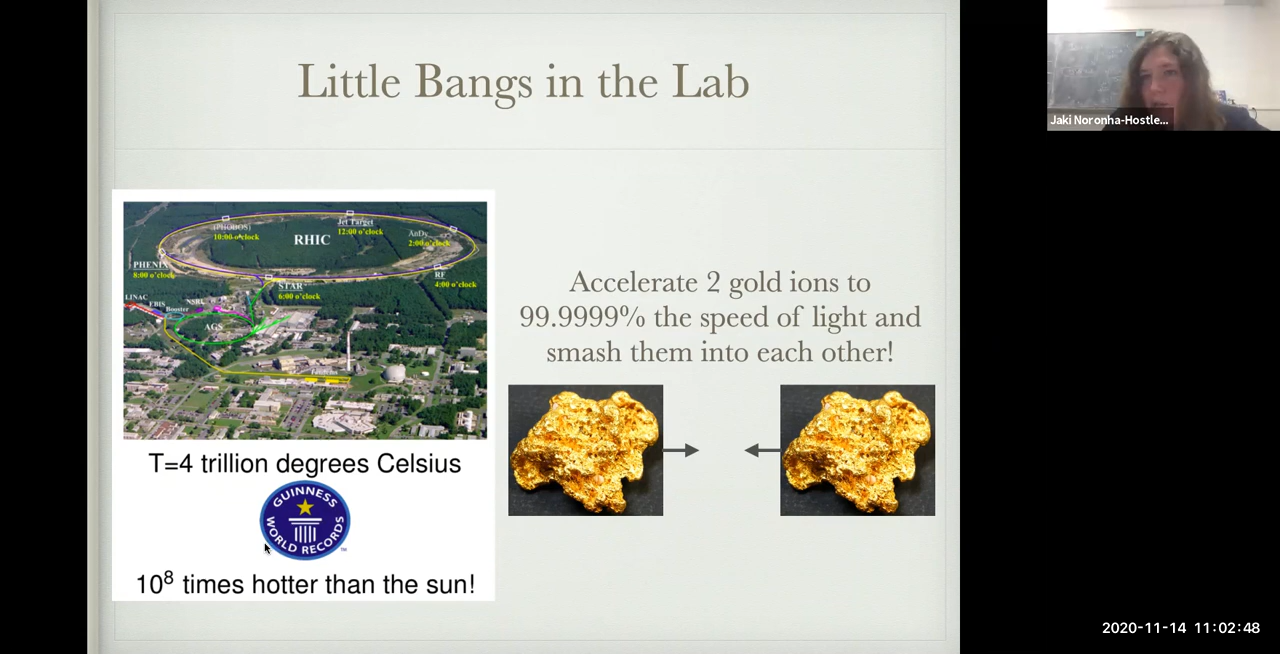 Little Bangs in the Lab
Jaki Noronha-Hostle...
(PHOBOS)
10:00 o'clock
Jet Target
12:00 o'clock
RHIC
AnDy
2:00 o'clock
PHENIX
8:00 o'clock
RF
4:00 o'clock
STAR
6:00 o'clock
LINAC
EBIS
Booster
NSRL
AGS
Accelerate 2 gold ions to
99.9999% the speed of light and
smash them into each other!
T=4 trillion degrees Celsius
GUINNESS
WORLD RECORDS
TM
10⁸ times hotter than the sun!
2020-11-14 11:02:48